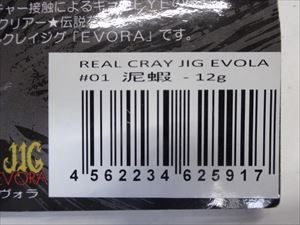 ャー接触によるキ
クリアー★伝説
クレイジグ「EVORA」です。
REAL CRAY JIG EVOLA
#01 泥蝦 - 12g
4 562234 625917
JIG
EVORA
ヴォラ